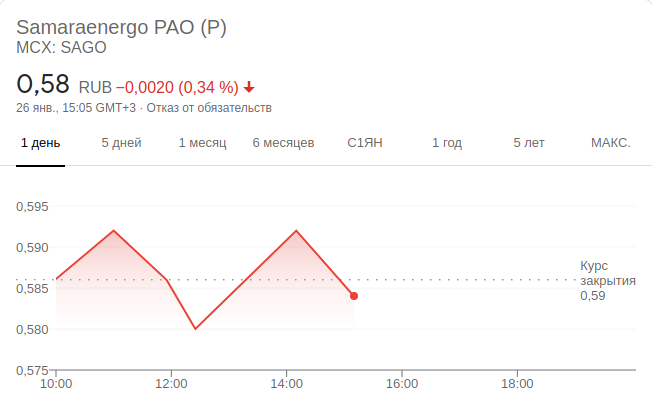 Samaraenergo PAO (P)
MCX: SAGO
0,58 RUB −0,0020 (0,34 %)
26 янв., 15:05 GMT+3 · Отказ от обязательств
1 день 5 дней 1 месяц 6 месяцев С1ЯН 1 год 5 лет МАКС.
0,595
0,590
0,585
0,580
0,575
Курс
закрытия
0,59
10:00 12:00 14:00 16:00 18:00